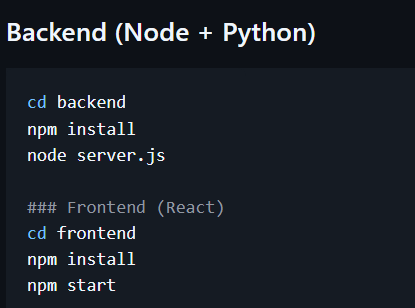 Backend (Node + Python)
cd backend
npm install
node server.js
### Frontend (React)
cd frontend
npm install
npm start